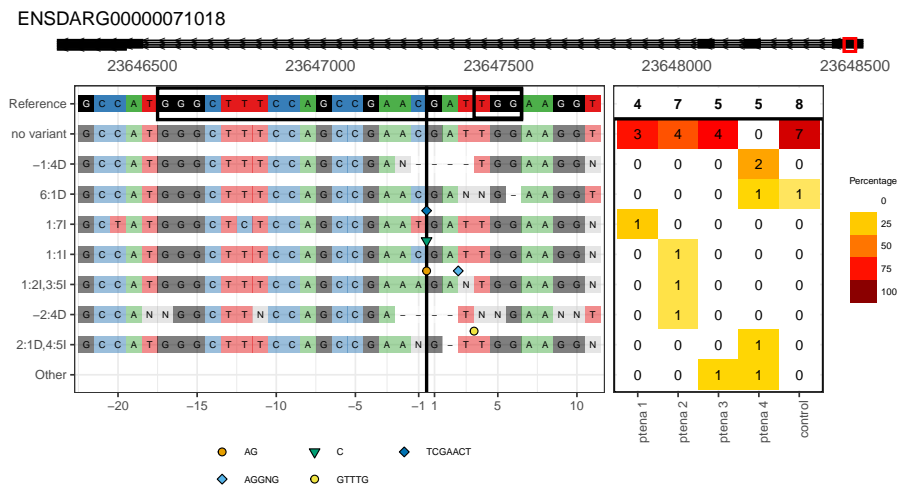 ENSDARG00000071018
23646500 23647000 23647500 23648000 23648500
Reference G C C A T G G G C T T T C C A G C C G A A C G A T T G G A A G G T 4 7 5 5 8
no variant G C C A T G G G C T T T C C A G C C G A A C G A T T G G A A G G T 3 4 4 0 7
−1:4D G C C A T G G G C T T T C C A G C C G A N - - - - T G G A A G G N 0 0 0 2 0
6:1D G C C A T G G G C T T T C C A G C C G A A C G A N N G - A A G G T 0 0 0 1 1
1:7I G C T A T G G G C T C T C C A G C C G A A T G A T T G G A A G G N 1 0 0 0 0
1:1I G C C A T G G G C T T T C C A G C C G A A C G A T T G G A A G G N 0 1 0 0 0
1:2I,3:5I G C C A T G G G C T T T C C A G C C G A A A G A N T G G A A G G N 0 1 0 0 0
−2:4D G C C A N N G G C T T N C C A G C C G A - - - - T N N G A A N N T 0 1 0 0 0
2:1D,4:5I G C C A T G G G C T T T C C A G C C G A A N G - T T G G A A G G N 0 0 0 1 0
Other 0 0 1 1 0
−20 −15 −10 −5 −1 1 5 10
ptena 1 ptena 2 ptena 3 ptena 4 control
Percentage
0
25
50
75
100
AG C TCGAACT
AGGNG GTTTG